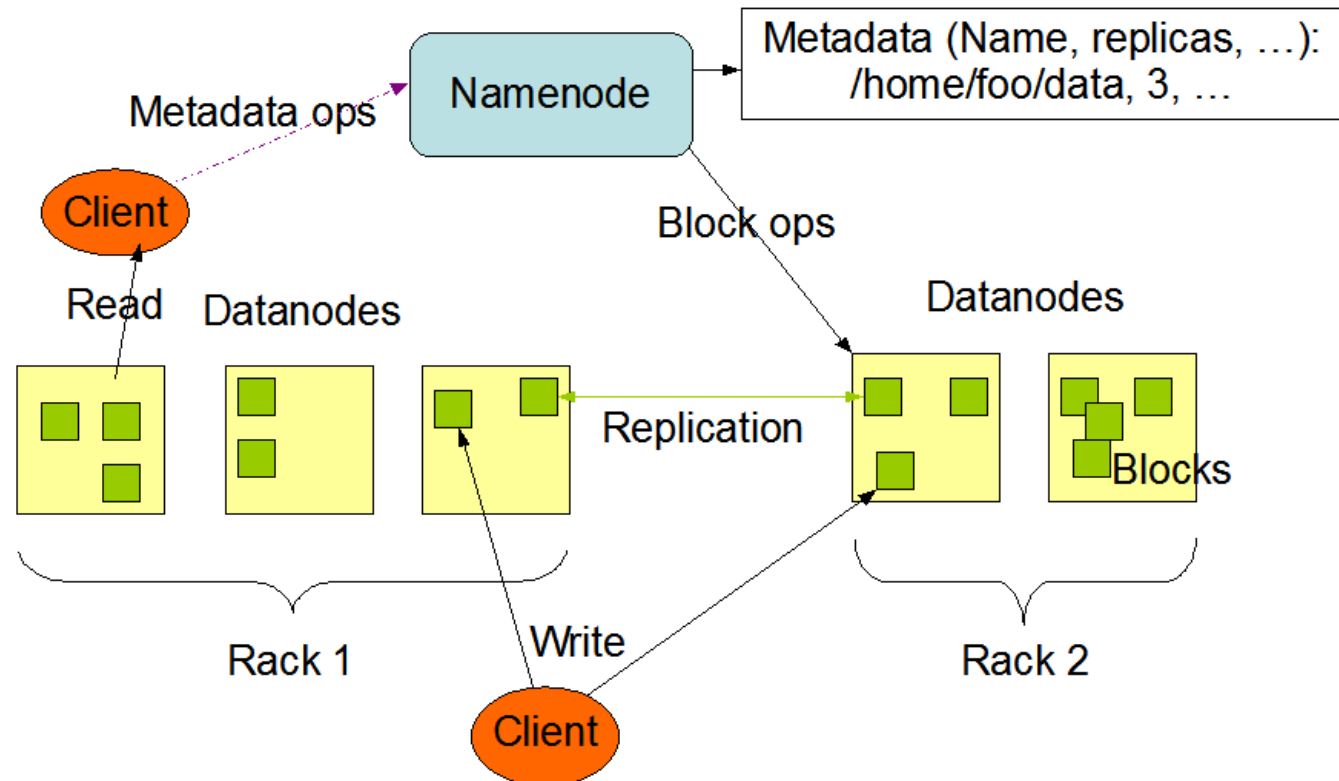 Metadata (Name, replicas, …):
/home/foo/data, 3, …
Namenode
Metadata ops
Client
Block ops
Read
Datanodes
Datanodes
Replication
Blocks
Rack 1
Write
Rack 2
Client